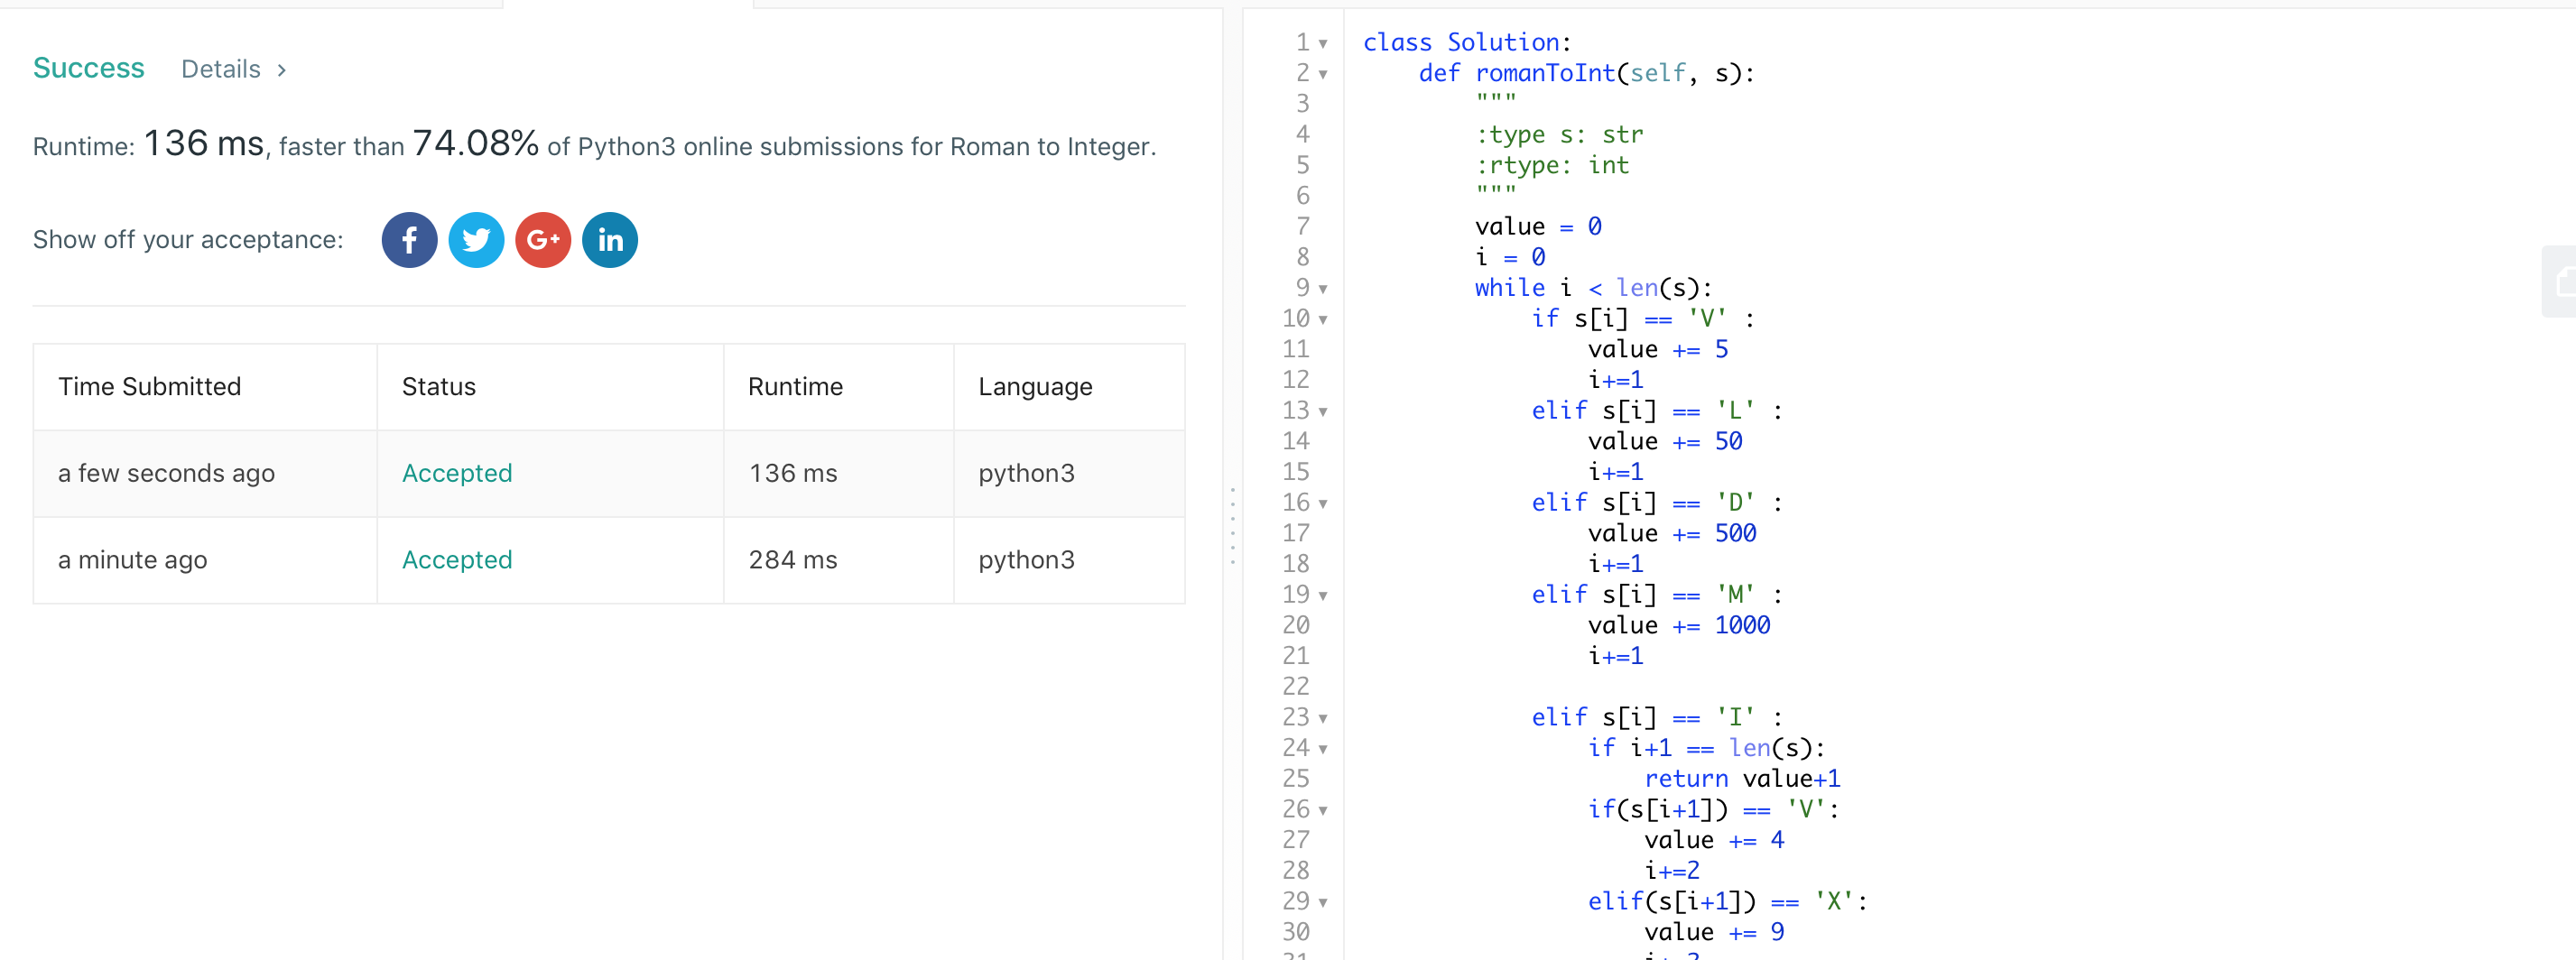 Success Details >
Runtime: 136 ms, faster than 74.08% of Python3 online submissions for Roman to Integer.
Show off your acceptance: f G+ in
Time Submitted Status Runtime Language
a few seconds ago Accepted 136 ms python3
a minute ago Accepted 284 ms python3
1 class Solution:
2 def romanToInt(self, s):
3 """
4 :type s: str
5 :rtype: int
6 """
7 value = 0
8 i = 0
9 while i < len(s):
10 if s[i] == 'V' :
11 value += 5
12 i+=1
13 elif s[i] == 'L' :
14 value += 50
15 i+=1
16 elif s[i] == 'D' :
17 value += 500
18 i+=1
19 elif s[i] == 'M' :
20 value += 1000
21 i+=1
22
23 elif s[i] == 'I' :
24 if i+1 == len(s):
25 return value+1
26 if(s[i+1]) == 'V':
27 value += 4
28 i+=2
29 elif(s[i+1]) == 'X':
30 value += 9